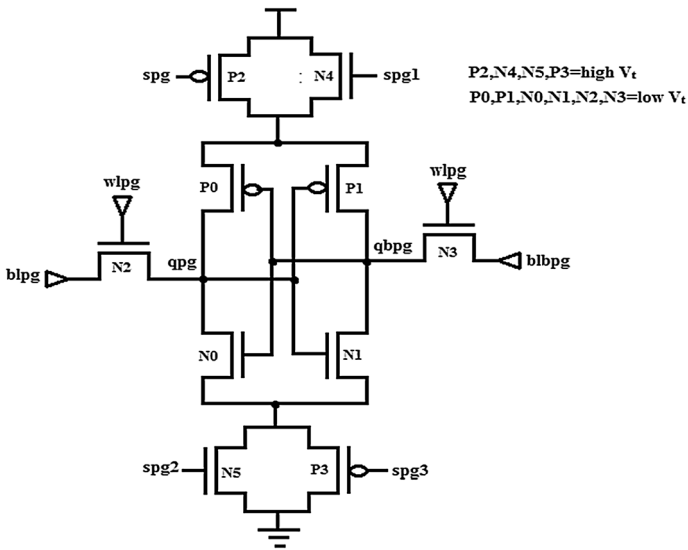 spg
P2
N4
spg1
P2,N4,N5,P3=high Vt
P0,P1,N0,N1,N2,N3=low Vt
P0
P1
wlpg
wlpg
blpg
N2
qpg
qbpg
N3
blbpg
N0
N1
spg2
N5
P3
spg3